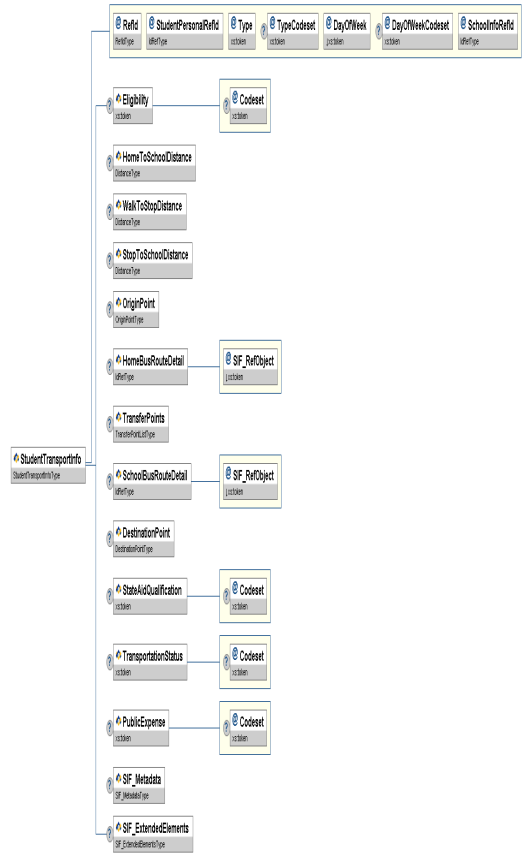 RefId StudentPersonalRefId Type TypeCodeset DayOfWeek DayOfWeekCodeset SchoolInfoRefId
RefIdType IdRefType xs:token xs:token jxs:token xs:token IdRefType
? Eligibility ? Codeset
xs:token xs:token
? HomeToSchoolDistance
DistanceType
? WalkToStopDistance
DistanceType
? StopToSchoolDistance
DistanceType
? OriginPoint
OriginPointType
? HomeBusRouteDetail SIF_RefObject
IdRefType jxs:token
? TransferPoints
TransferPointListType
StudentTransportInfo
StudentTransportInfoType
? SchoolBusRouteDetail SIF_RefObject
IdRefType jxs:token
? DestinationPoint
DestinationPointType
? StateAidQualification ? Codeset
xs:token xs:token
? TransportationStatus ? Codeset
xs:token xs:token
? PublicExpense ? Codeset
xs:token xs:token
? SIF_Metadata
SIF_MetadataType
? SIF_ExtendedElements
SIF_ExtendedElementsType